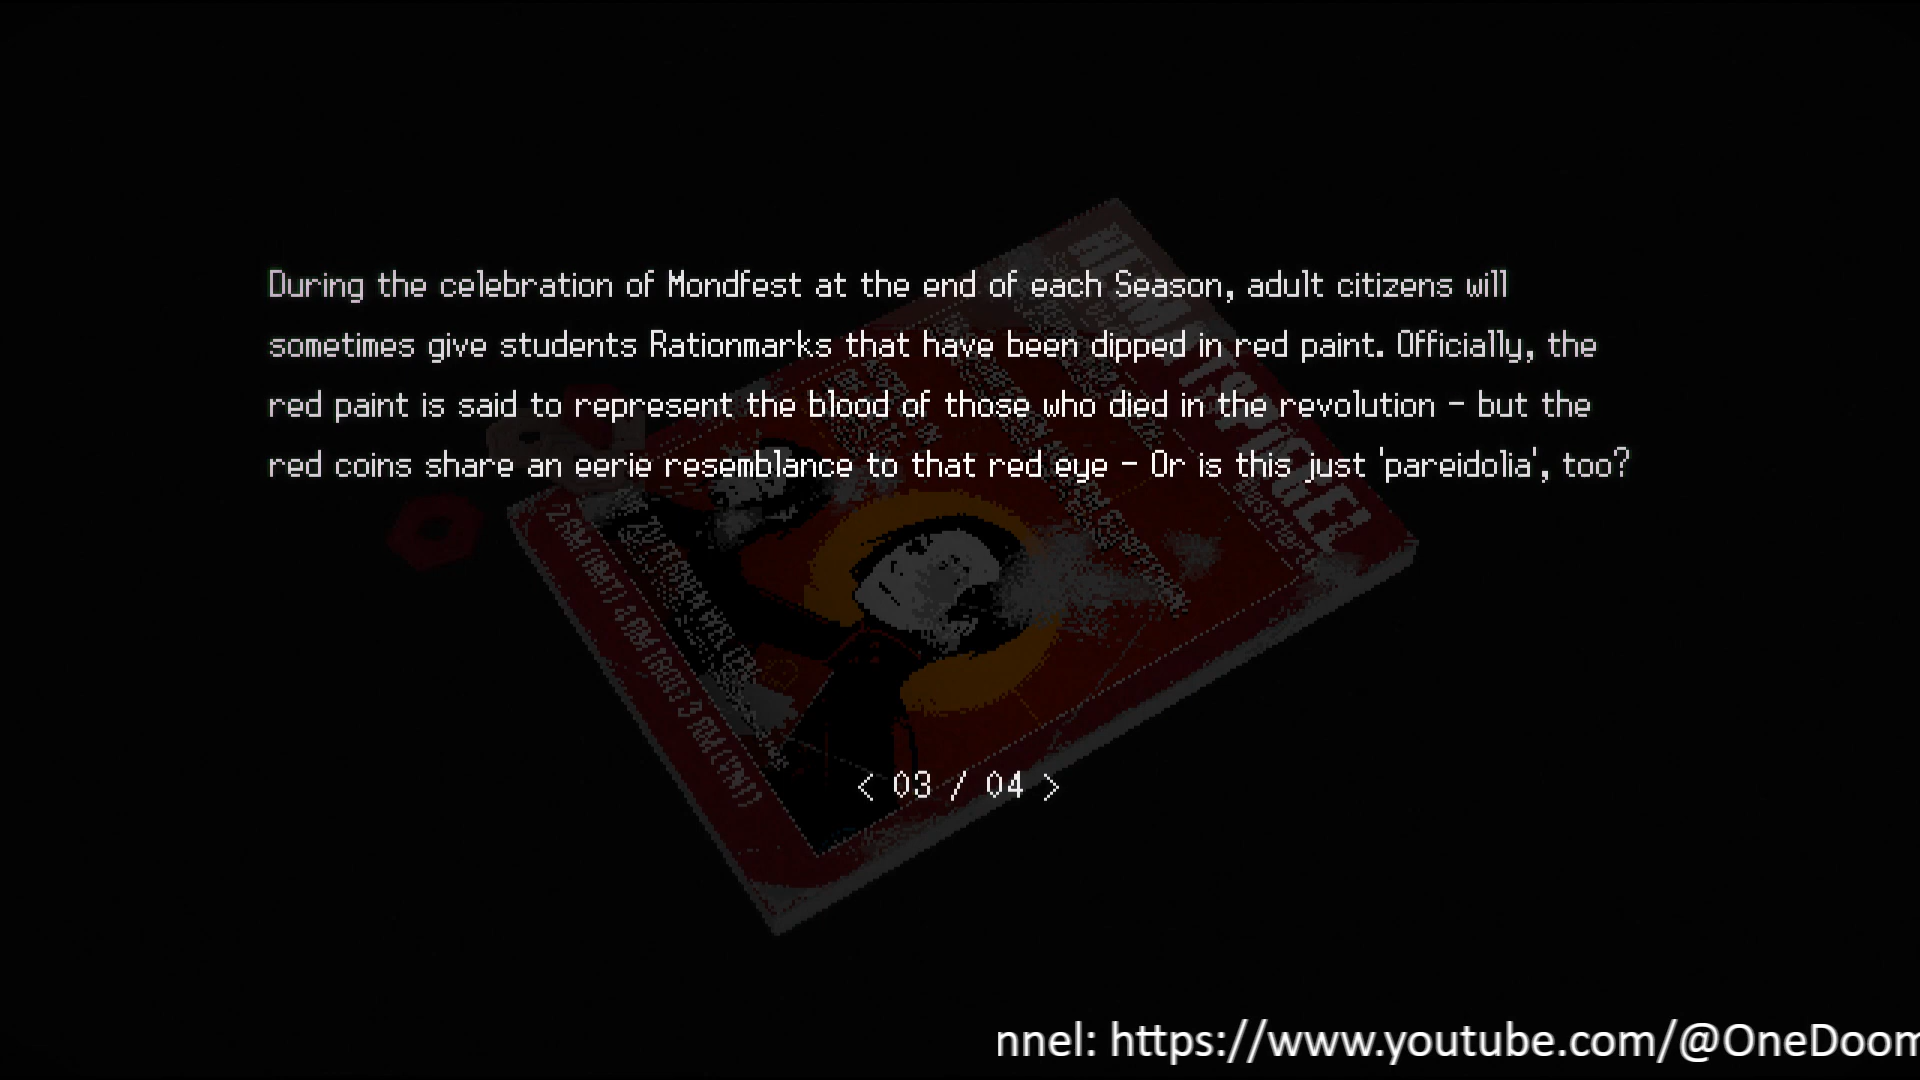 During the celebration of Mondfest at the end of each Season, adult citizens will
sometimes give students Rationmarks that have been dipped in red paint. Officially, the
red paint is said to represent the blood of those who died in the revolution - but the
red coins share an eerie resemblance to that red eye - Or is this just 'pareidolia', too?
< 03 / 04 >
nnel: https://www.youtube.com/@OneDoom